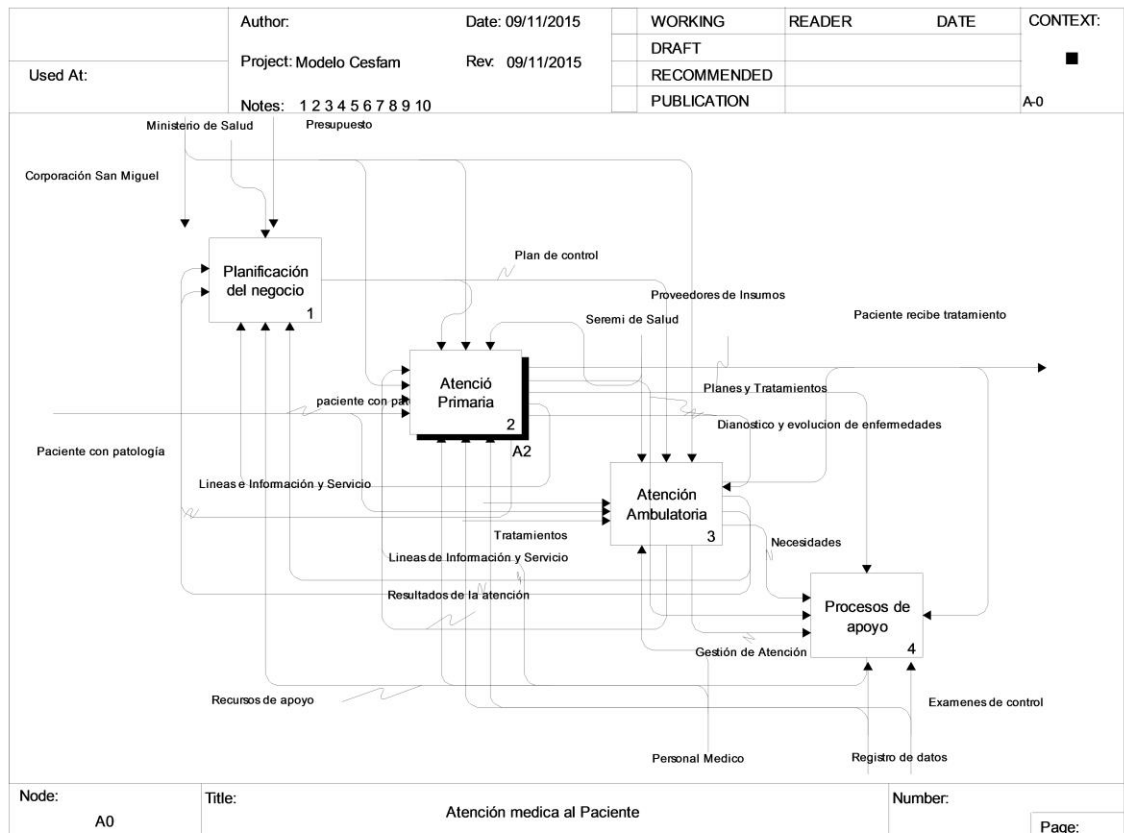 Used At:
Author:
Date: 09/11/2015
Project: Modelo Cesfam
Rev: 09/11/2015
Notes: 1 2 3 4 5 6 7 8 9 10
WORKING
DRAFT
RECOMMENDED
PUBLICATION
READER
DATE
CONTEXT:
A-0
Ministerio de Salud
Presupuesto
Corporación San Miguel
Planificación
del negocio
1
Plan de control
Proveedores de Insumos
Seremi de Salud
Paciente recibe tratamiento
Atenció
Primaria
2
A2
paciente con pat
Planes y Tratamientos
Dianostico y evolucion de enfermedades
Paciente con patología
Lineas e Información y Servicio
Atención
Ambulatoria
3
Tratamientos
Necesidades
Lineas de Información y Servicio
Resultados de la atención
Procesos de
apoyo
4
Gestión de Atención
Recursos de apoyo
Examenes de control
Personal Medico
Registro de datos
Node:
A0
Title:
Atención medica al Paciente
Number:
Page: